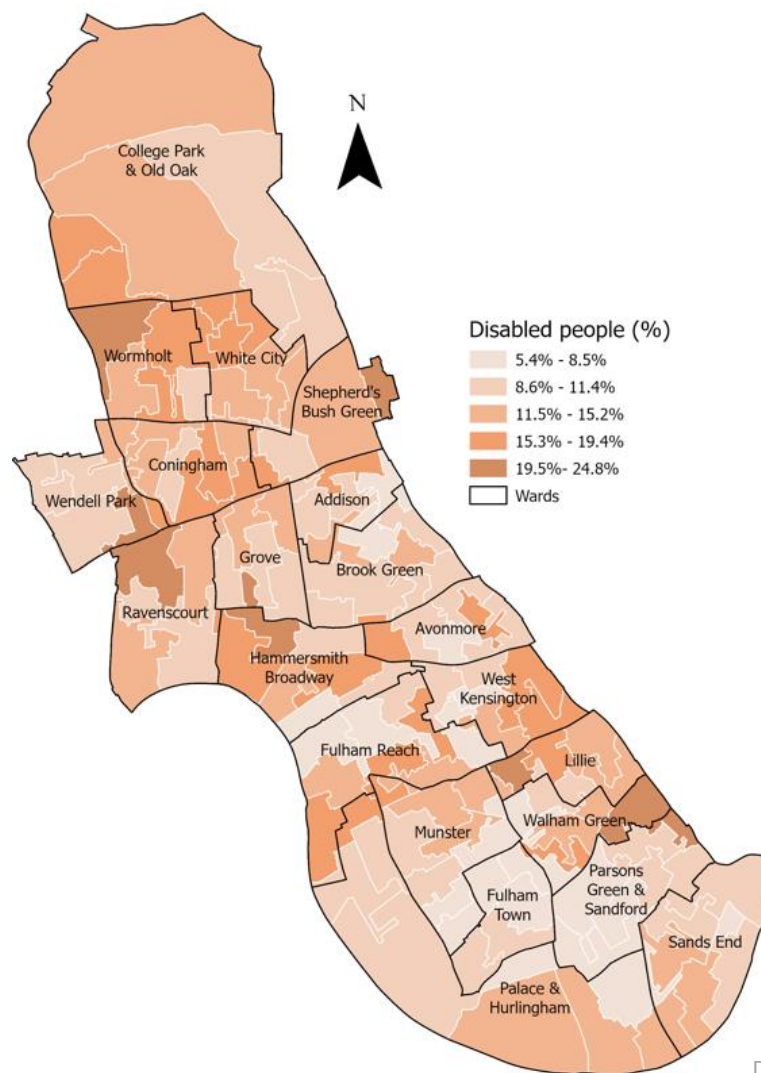 N
College Park
& Old Oak
Disabled people (%)
5.4% - 8.5%
8.6% - 11.4%
11.5% - 15.2%
15.3% - 19.4%
19.5%- 24.8%
Wards
Wormholt
White City
Shepherd's
Bush Green
Coningham
Wendell Park
Addison
Grove
Brook Green
Ravenscourt
Avonmore
Hammersmith
Broadway
West
Kensington
Fulham Reach
Lillie
Munster
Walham Green
Parsons
Green &
Sandford
Fulham
Town
Sands End
Palace &
Hurlingham